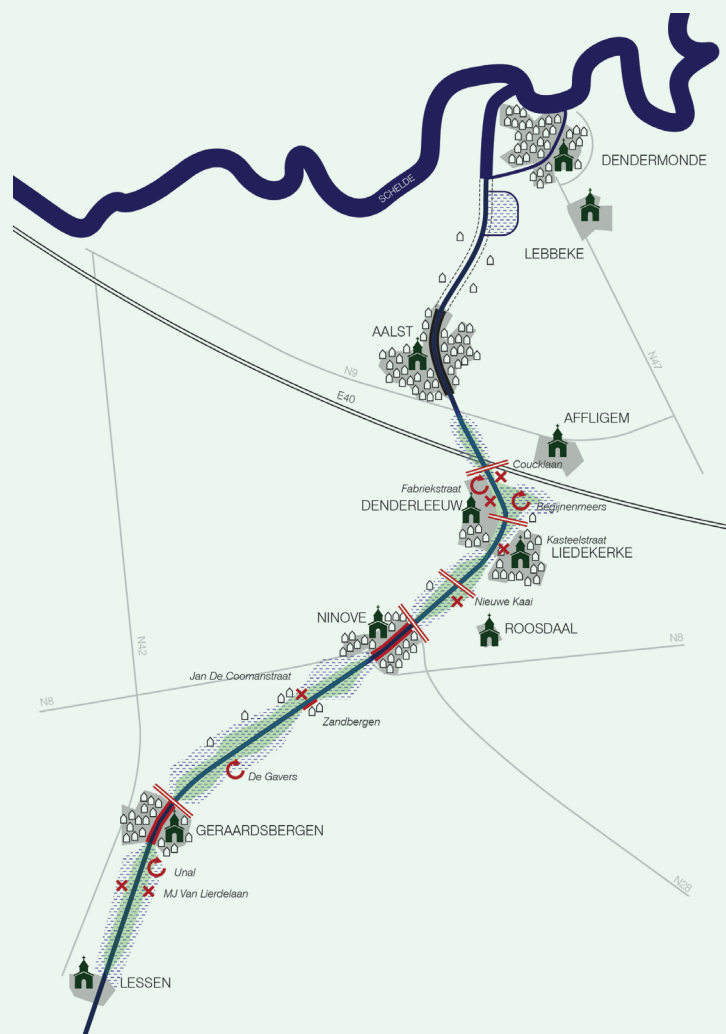 SCHELDE
DENDERMONDE
LEBBEKE
AALST
N9
N47
E40
AFFLIGEM
Coucklaan
Fabriekstraat
DENDERLEEUW
Begijnenmeers
Kasteelstraat
LIEDEKERKE
Nieuwe Kaai
NINOVE
ROOSDAAL
N42
N8
Jan De Coomanstraat
N8
Zandbergen
De Gavers
GERAARDSBERGEN
Unal
N28
MJ Van Lierdelaan
LESSEN